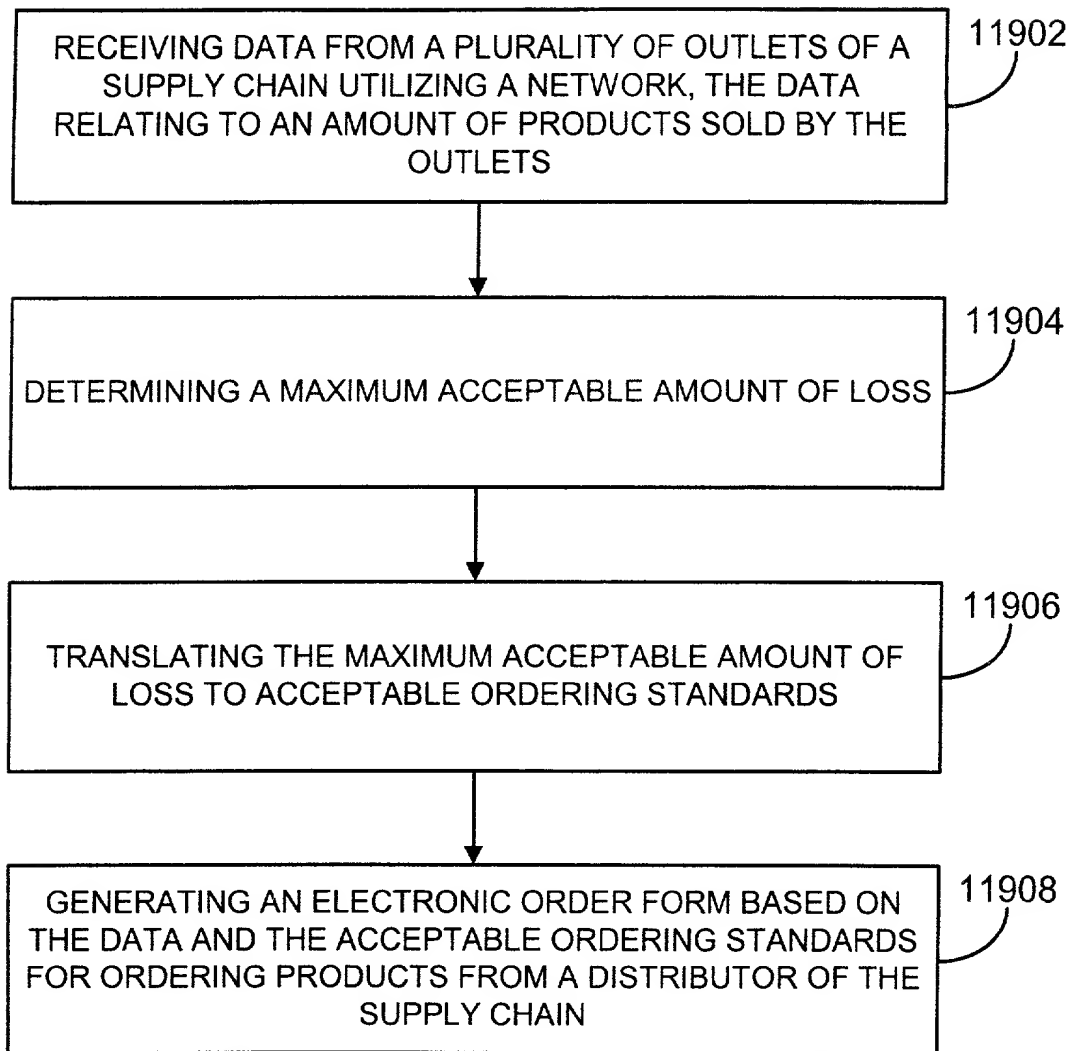 RECEIVING DATA FROM A PLURALITY OF OUTLETS OF A
SUPPLY CHAIN UTILIZING A NETWORK, THE DATA
RELATING TO AN AMOUNT OF PRODUCTS SOLD BY THE
OUTLETS
11902
DETERMINING A MAXIMUM ACCEPTABLE AMOUNT OF LOSS
11904
TRANSLATING THE MAXIMUM ACCEPTABLE AMOUNT OF
LOSS TO ACCEPTABLE ORDERING STANDARDS
11906
GENERATING AN ELECTRONIC ORDER FORM BASED ON
THE DATA AND THE ACCEPTABLE ORDERING STANDARDS
FOR ORDERING PRODUCTS FROM A DISTRIBUTOR OF THE
SUPPLY CHAIN
11908